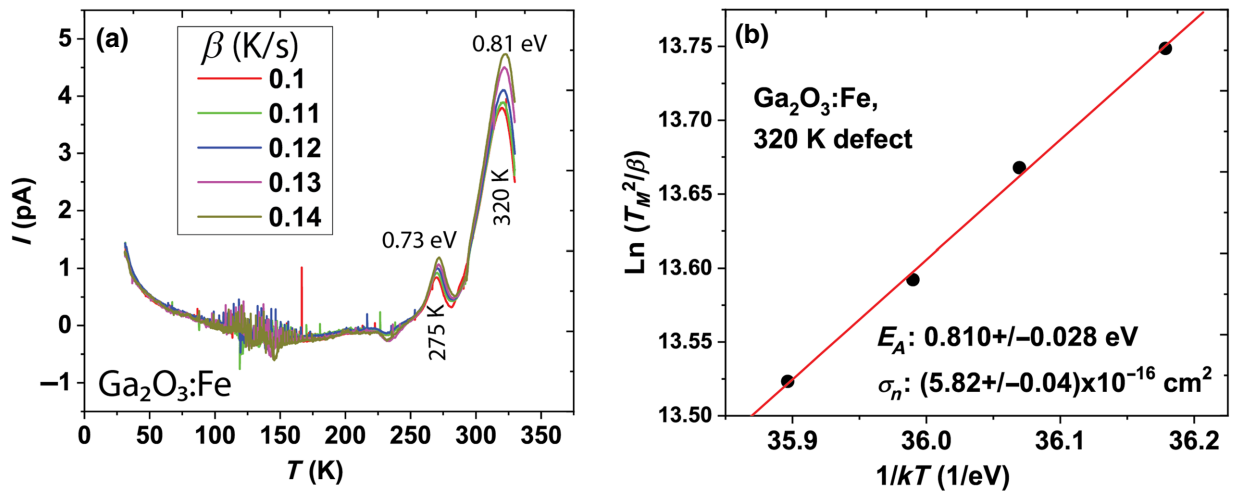 (a)
β (K/s)
0.1
0.11
0.12
0.13
0.14
0.81 eV
320 K
0.73 eV
275 K
Ga₂O₃:Fe
I (pA)
5
4
3
2
1
0
−1
0 50 100 150 200 250 300 350
T (K)
(b)
Ga₂O₃:Fe,
320 K defect
E_A: 0.810+/−0.028 eV
σ_n: (5.82+/−0.04)x10⁻¹⁶ cm²
Ln (T_M²/β)
13.75
13.70
13.65
13.60
13.55
13.50
35.9 36.0 36.1 36.2
1/kT (1/eV)